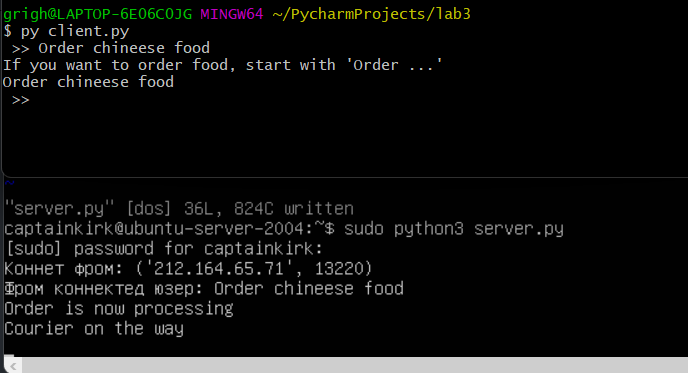 grigh@LAPTOP-6E06C0JG MINGW64 ~/PycharmProjects/lab3
$ py client.py
>> Order chineese food
If you want to order food, start with 'Order ...'
Order chineese food
>>
~
"server.py" [dos] 36L, 824C written
captainkirk@ubuntu-server-2004:~$ sudo python3 server.py
[sudo] password for captainkirk:
Коннет фром: ('212.164.65.71', 13220)
Фром коннектед юзер: Order chineese food
Order is now processing
Courier on the way